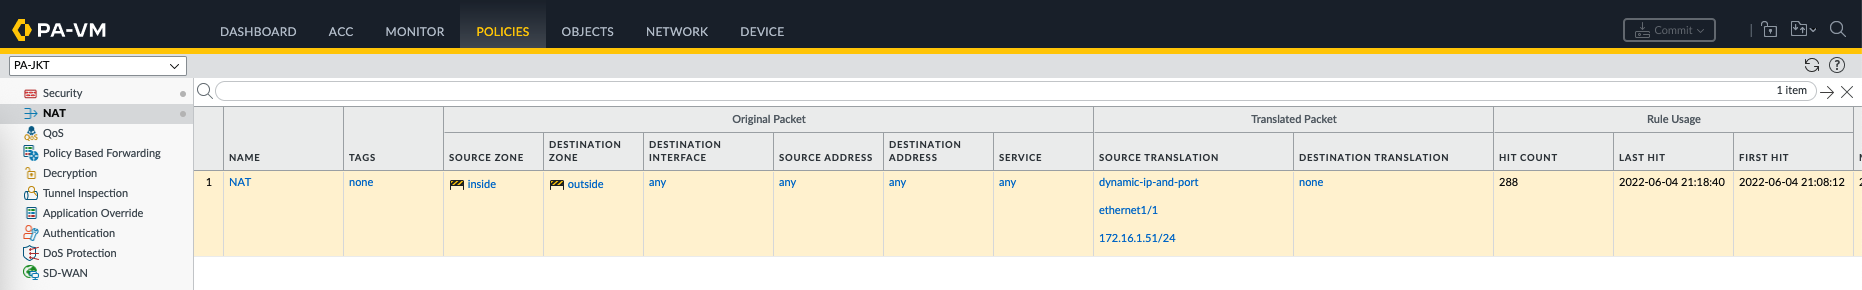 PA-VM
DASHBOARD ACC MONITOR POLICIES OBJECTS NETWORK DEVICE Commit
PA-JKT
Security
NAT
QoS
Policy Based Forwarding
Decryption
Tunnel Inspection
Application Override
Authentication
DoS Protection
SD-WAN
1 item
Original Packet Translated Packet Rule Usage
NAME TAGS SOURCE ZONE DESTINATION ZONE DESTINATION INTERFACE SOURCE ADDRESS DESTINATION ADDRESS SERVICE SOURCE TRANSLATION DESTINATION TRANSLATION HIT COUNT LAST HIT FIRST HIT
1 NAT none inside outside any any any any dynamic-ip-and-port none 288 2022-06-04 21:18:40 2022-06-04 21:08:12
ethernet1/1
172.16.1.51/24